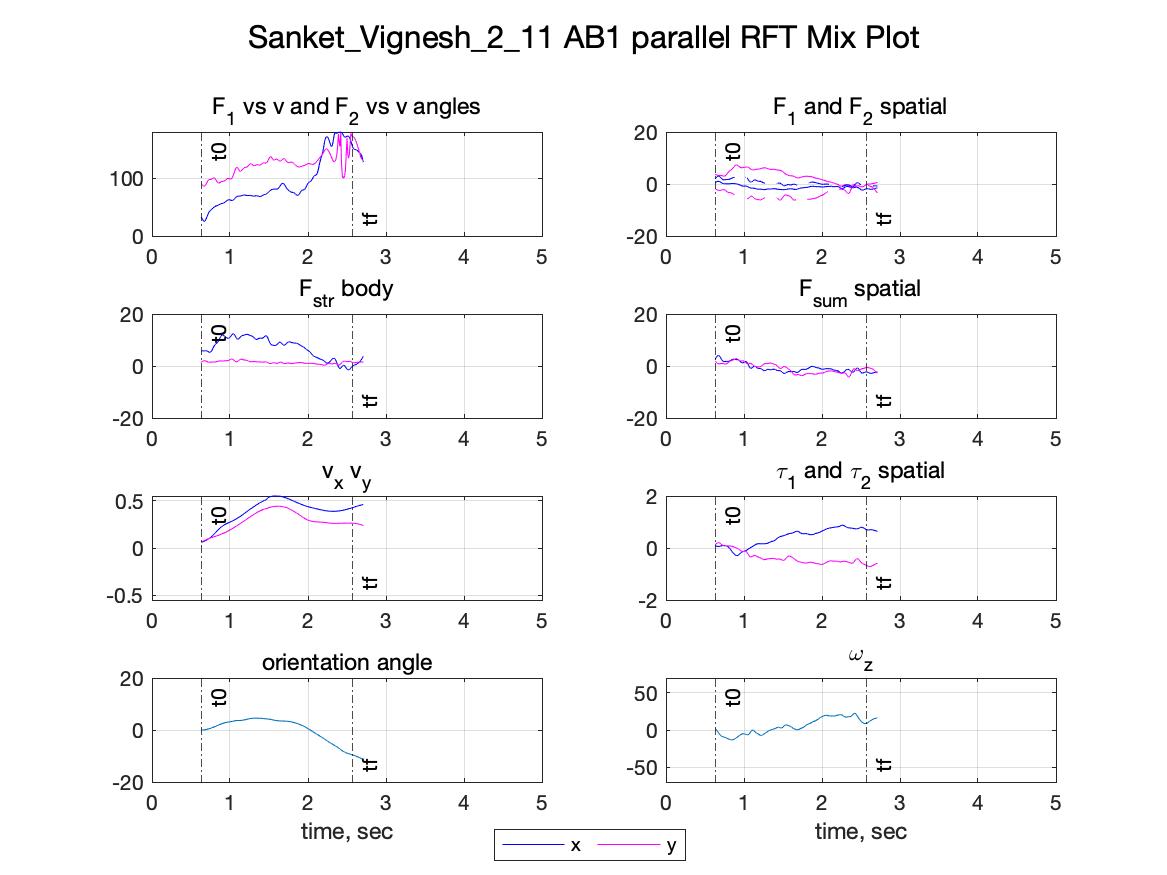 Sanket_Vignesh_2_11 AB1 parallel RFT Mix Plot
F1 vs v and F2 vs v angles
100
0
t0
tf
0 1 2 3 4 5
F1 and F2 spatial
20
0
-20
t0
tf
0 1 2 3 4 5
Fstr body
20
0
-20
t0
tf
0 1 2 3 4 5
Fsum spatial
20
0
-20
t0
tf
0 1 2 3 4 5
vx vy
0.5
0
-0.5
t0
tf
0 1 2 3 4 5
τ1 and τ2 spatial
2
0
-2
t0
tf
0 1 2 3 4 5
orientation angle
20
0
-20
t0
tf
0 1 2 3 4 5
time, sec
ωz
50
0
-50
t0
tf
0 1 2 3 4 5
time, sec
x y